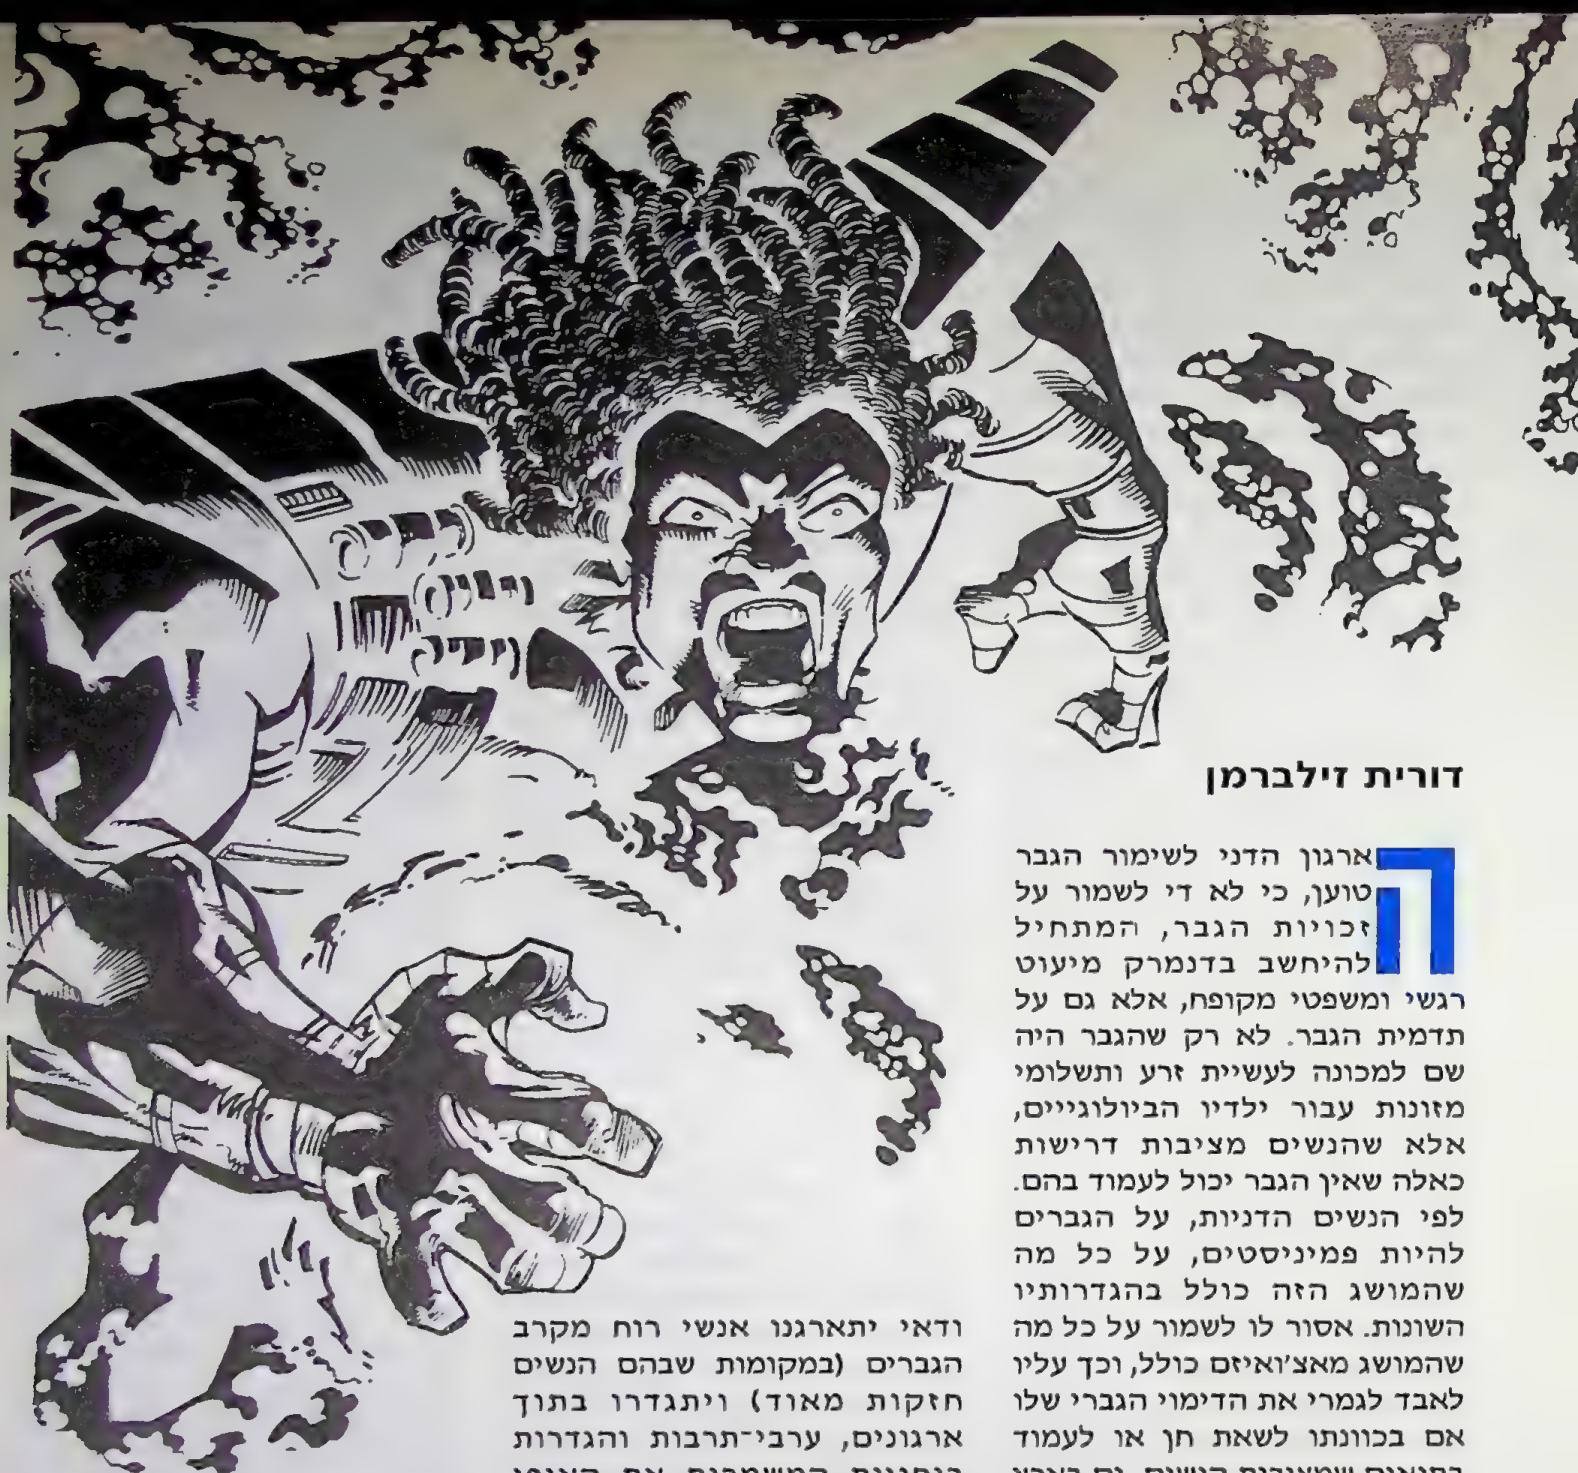 דורית זילברמן
הארגון הדני לשימור הגבר
טוען, כי לא די לשמור על
זכויות הגבר, המתחיל
להיחשב בדנמרק מיעוט
רגשי ומשפטי מקופח, אלא גם על
תדמית הגבר. לא רק שהגבר היה
שם למכונה לעשיית זרע ותשלומי
מזונות עבור ילדיו הביולוגייים,
אלא שהנשים מציבות דרישות
כאלה שאין הגבר יכול לעמוד בהם.
לפי הנשים הדניות, על הגברים
להיות פמיניסטים, על כל מה
שהמושג הזה כולל בהגדרותיו
השונות. אסור לו לשמור על כל מה
שהמושג מאצ'ואיזם כולל, וכך עליו
לאבד לגמרי את הדימוי הגברי שלו
אם בכוונתו לשאת חן או לעמוד
ודאי יתארגנו אנשי רוח מקרב
הגברים (במקומות שבהם הנשים
חזקות מאוד) ויתגדרו בתוך
ארגונים, ערבי־תרבות והגדרות